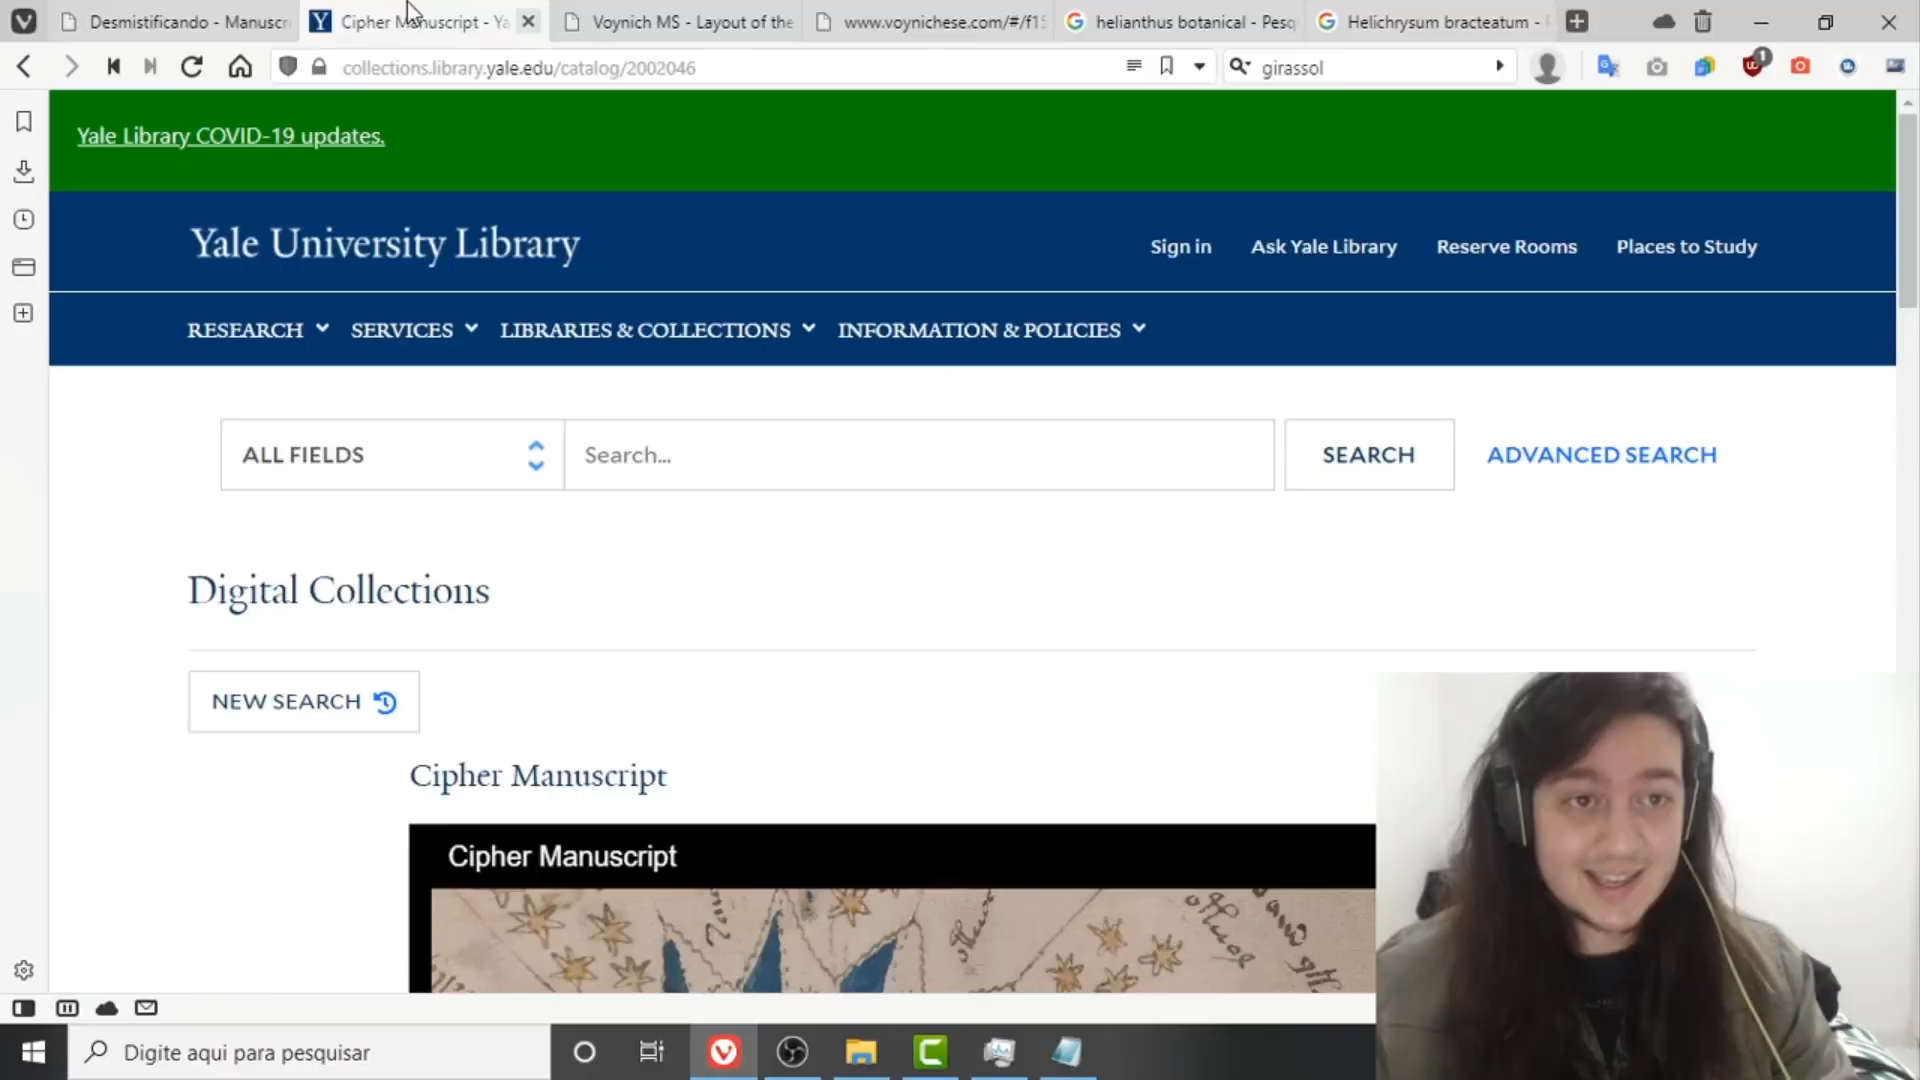 Desmistificando - Manuscr
Cipher Manuscript - Ya
Voynich MS - Layout of the
www.voynichese.com/#/f1
helianthus botanical - Pesq
Helichrysum bracteatum -
collections.library.yale.edu/catalog/2002046
girassol
1
Yale Library COVID-19 updates.
Yale University Library
Sign in
Ask Yale Library
Reserve Rooms
Places to Study
RESEARCH
SERVICES
LIBRARIES & COLLECTIONS
INFORMATION & POLICIES
ALL FIELDS
Search...
SEARCH
ADVANCED SEARCH
Digital Collections
NEW SEARCH
Cipher Manuscript
Cipher Manuscript
Digite aqui para pesquisar